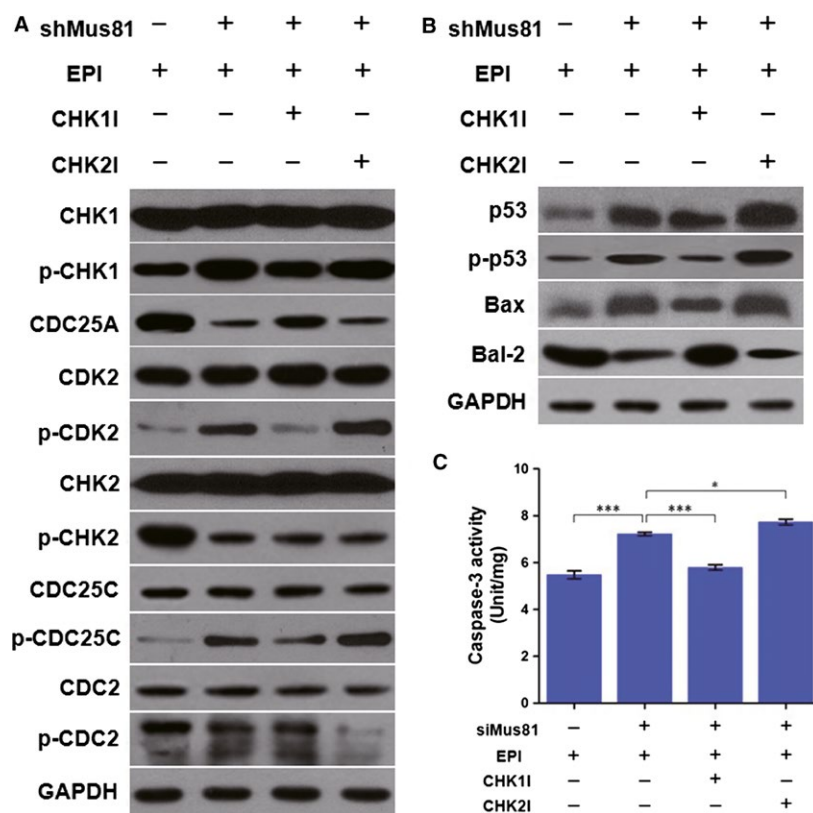 A shMus81 – + + +
EPI + + + +
CHK1I – – + –
CHK2I – – – +
CHK1
p-CHK1
CDC25A
CDK2
p-CDK2
CHK2
p-CHK2
CDC25C
p-CDC25C
CDC2
p-CDC2
GAPDH
B shMus81 – + + +
EPI + + + +
CHK1I – – + –
CHK2I – – – +
p53
p-p53
Bax
Bal-2
GAPDH
C
Caspase-3 activity
(Unit/mg)
10
8
6
4
2
0
*
*** ***
siMus81 – + + +
EPI + + + +
CHK1I – – + –
CHK2I – – – +